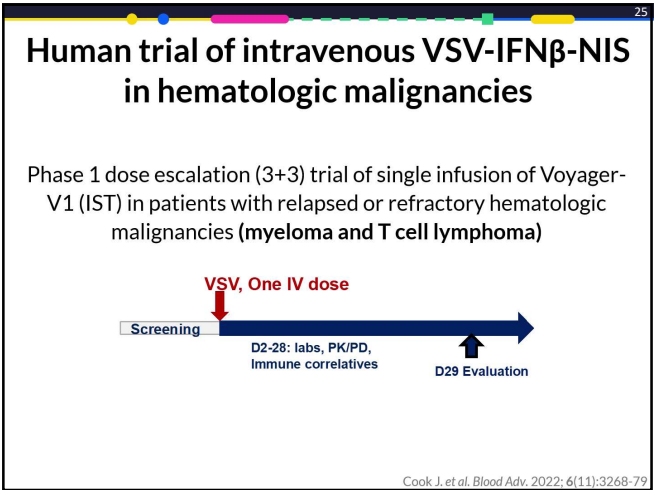 25
Human trial of intravenous VSV-IFNβ-NIS
in hematologic malignancies
Phase 1 dose escalation (3+3) trial of single infusion of Voyager-
V1 (IST) in patients with relapsed or refractory hematologic
malignancies (myeloma and T cell lymphoma)
VSV, One IV dose
Screening
D2-28: labs, PK/PD,
Immune correlatives
D29 Evaluation
Cook J. et al. Blood Adv. 2022; 6(11):3268-79